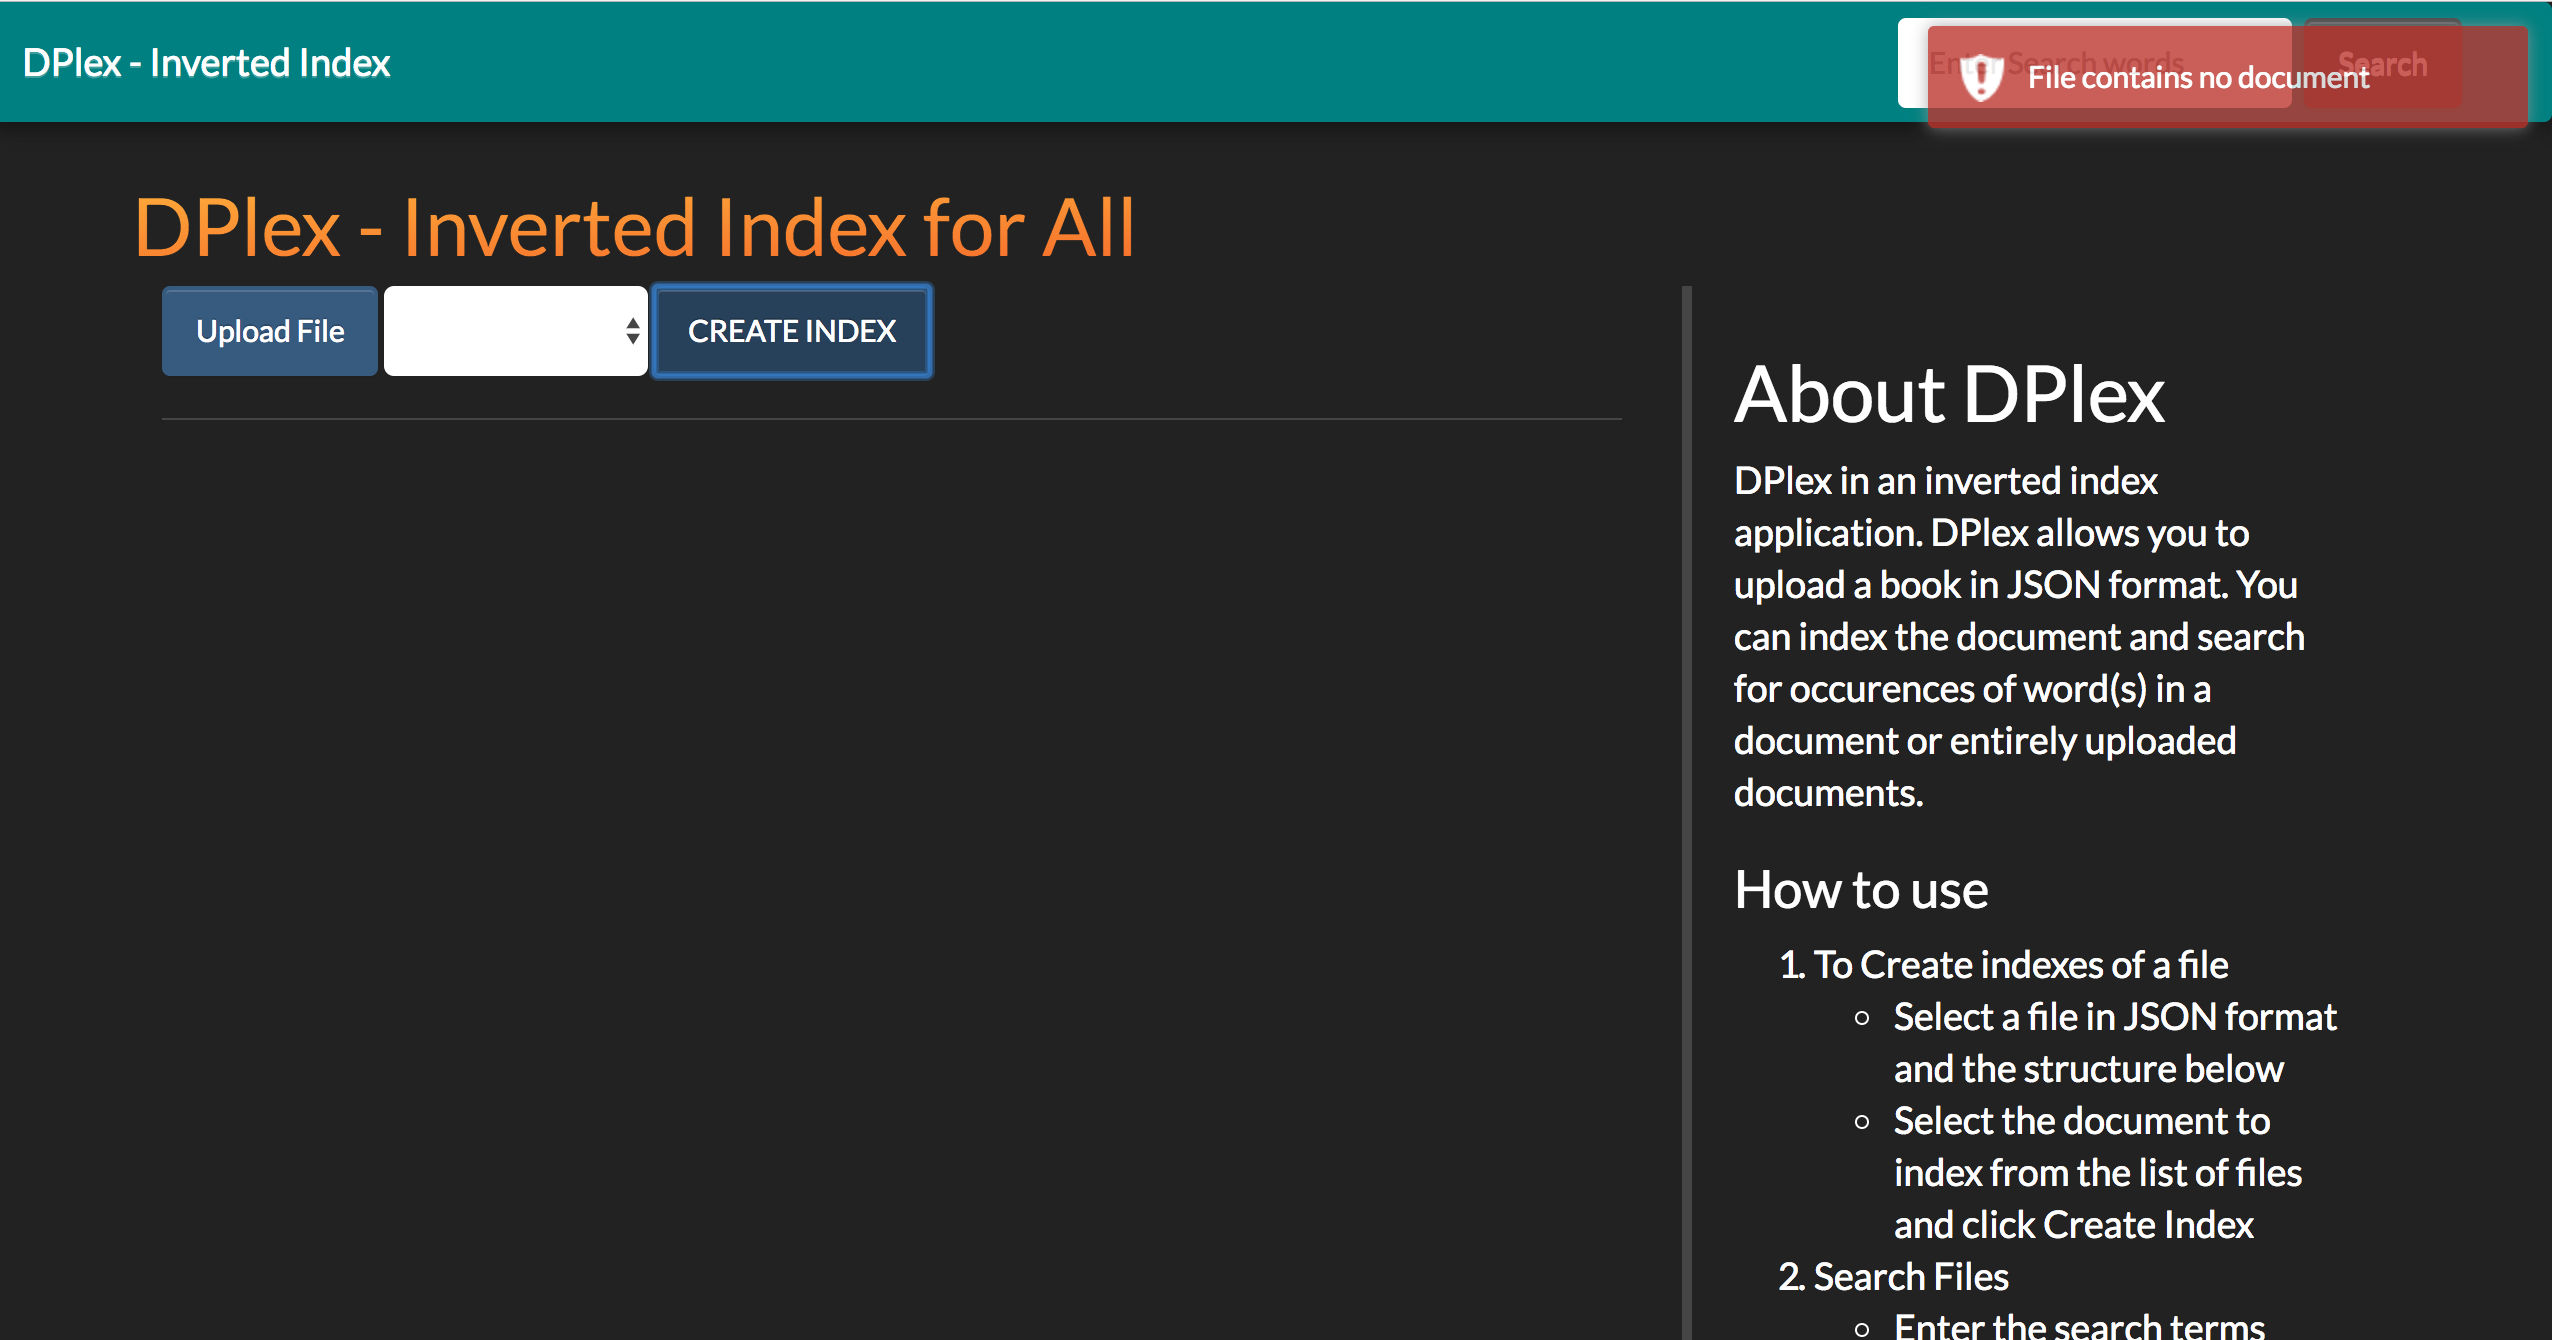 DPlex - Inverted Index
Enter Search words
Search
File contains no document
DPlex - Inverted Index for All
Upload File
CREATE INDEX
About DPlex
DPlex in an inverted index
application. DPlex allows you to
upload a book in JSON format. You
can index the document and search
for occurences of word(s) in a
document or entirely uploaded
documents.
How to use
1. To Create indexes of a file
Select a file in JSON format
and the structure below
Select the document to
index from the list of files
and click Create Index
2. Search Files
Enter the search terms